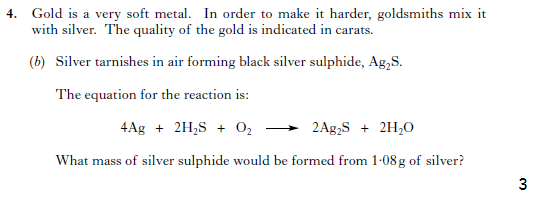 4. Gold is a very soft metal. In order to make it harder, goldsmiths mix it
with silver. The quality of the gold is indicated in carats.
(b) Silver tarnishes in air forming black silver sulphide, Ag₂S.
The equation for the reaction is:
4Ag + 2H₂S + O₂ ⟶ 2Ag₂S + 2H₂O
What mass of silver sulphide would be formed from 1·08 g of silver?
3